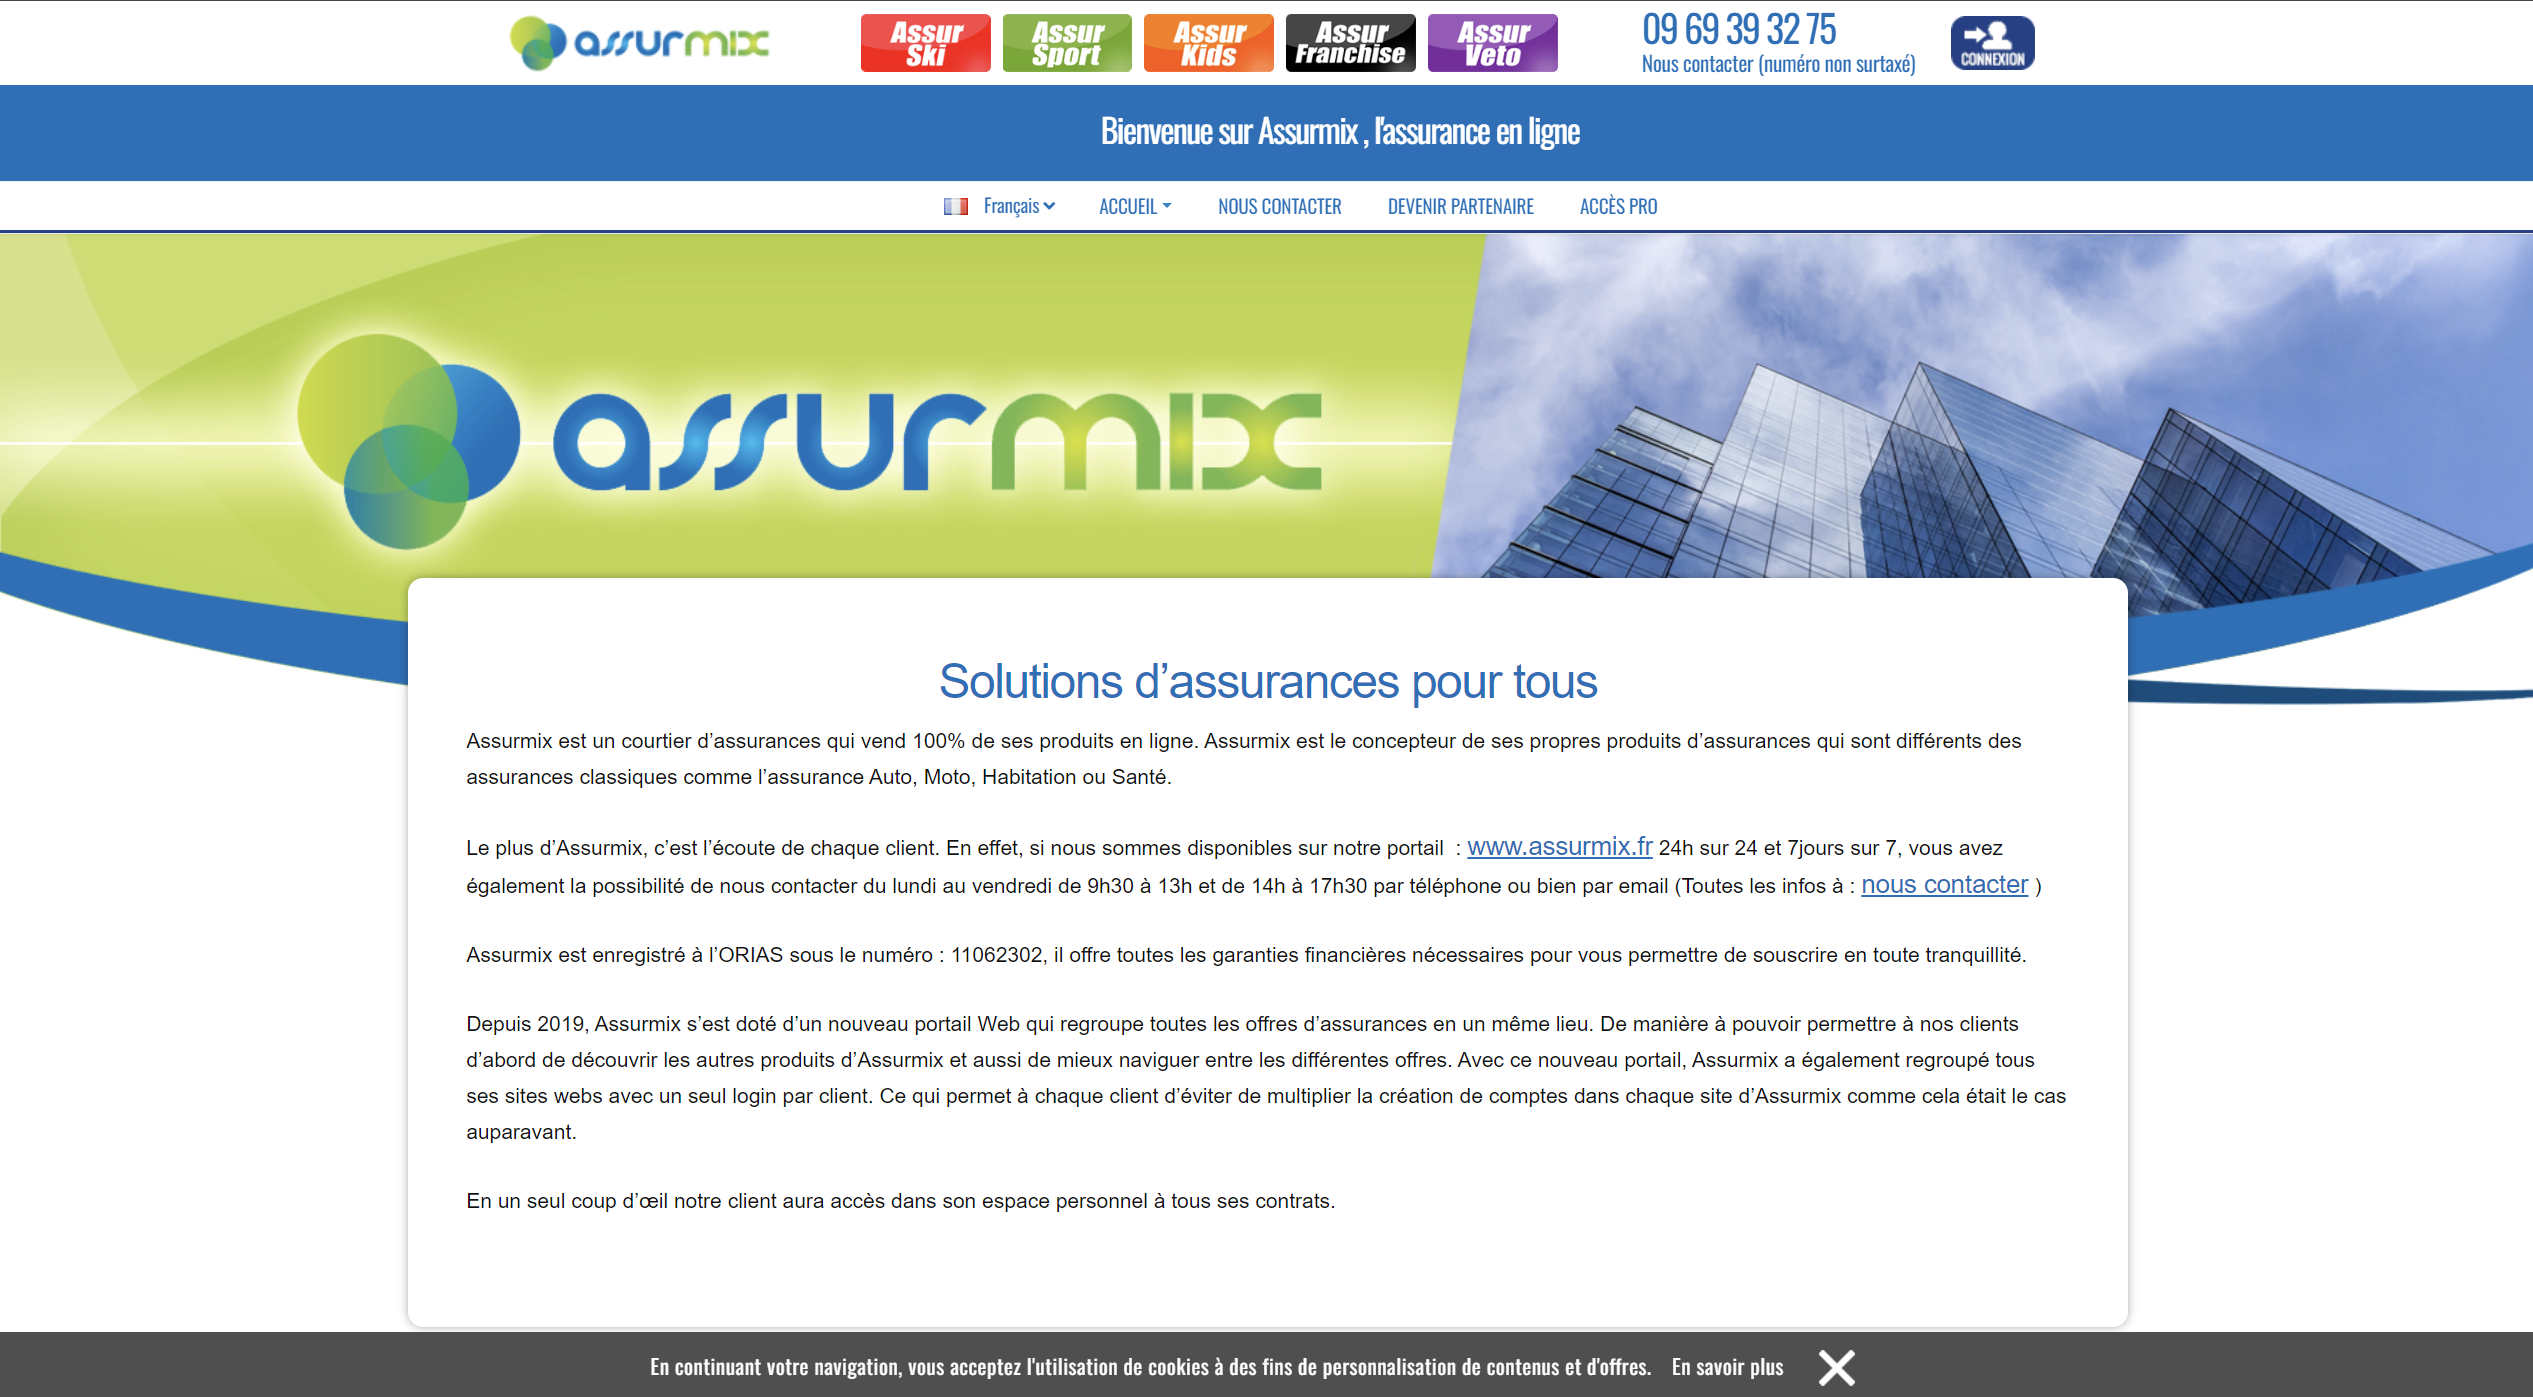 assurmix
Assur Ski
Assur Sport
Assur Kids
Assur Franchise
Assur Veto
09 69 39 32 75
Nous contacter (numéro non surtaxé)
CONNEXION
Bienvenue sur Assurmix , l'assurance en ligne
Français
ACCUEIL
NOUS CONTACTER
DEVENIR PARTENAIRE
ACCÈS PRO
assurmix
Solutions d’assurances pour tous
Assurmix est un courtier d’assurances qui vend 100% de ses produits en ligne. Assurmix est le concepteur de ses propres produits d’assurances qui sont différents des
assurances classiques comme l’assurance Auto, Moto, Habitation ou Santé.
Le plus d’Assurmix, c’est l’écoute de chaque client. En effet, si nous sommes disponibles sur notre portail : www.assurmix.fr 24h sur 24 et 7jours sur 7, vous avez
également la possibilité de nous contacter du lundi au vendredi de 9h30 à 13h et de 14h à 17h30 par téléphone ou bien par email (Toutes les infos à : nous contacter )
Assurmix est enregistré à l’ORIAS sous le numéro : 11062302, il offre toutes les garanties financières nécessaires pour vous permettre de souscrire en toute tranquillité.
Depuis 2019, Assurmix s’est doté d’un nouveau portail Web qui regroupe toutes les offres d’assurances en un même lieu. De manière à pouvoir permettre à nos clients
d’abord de découvrir les autres produits d’Assurmix et aussi de mieux naviguer entre les différentes offres. Avec ce nouveau portail, Assurmix a également regroupé tous
ses sites webs avec un seul login par client. Ce qui permet à chaque client d’éviter de multiplier la création de comptes dans chaque site d’Assurmix comme cela était le cas
auparavant.
En un seul coup d’œil notre client aura accès dans son espace personnel à tous ses contrats.
En continuant votre navigation, vous acceptez l'utilisation de cookies à des fins de personnalisation de contenus et d'offres. En savoir plus